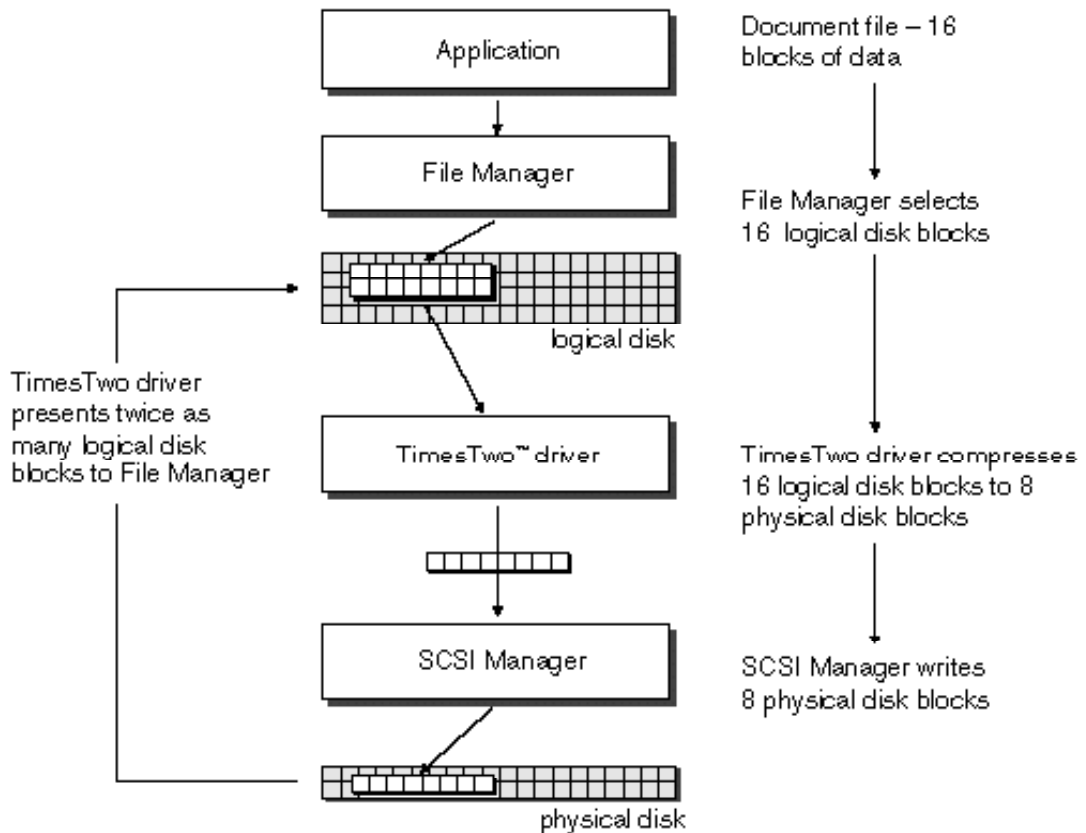 Application
Document file – 16
blocks of data
File Manager
File Manager selects
16 logical disk blocks
logical disk
TimesTwo driver
presents twice as
many logical disk
blocks to File Manager
TimesTwo™ driver
TimesTwo driver compresses
16 logical disk blocks to 8
physical disk blocks
SCSI Manager
SCSI Manager writes
8 physical disk blocks
physical disk